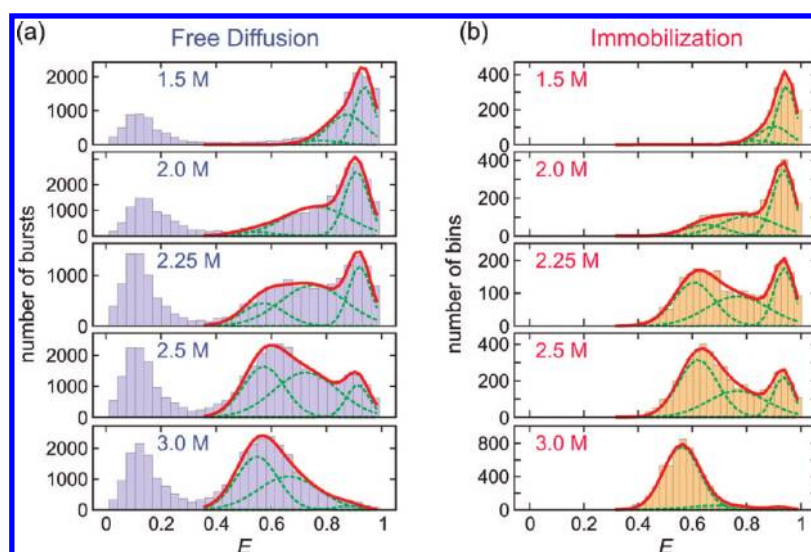 (a) Free Diffusion
number of bursts
1.5 M
2000
1000
0
2.0 M
2000
0
2.25 M
1000
0
2.5 M
2000
1000
0
3.0 M
2000
1000
0
0 0.2 0.4 0.6 0.8 1
E
(b) Immobilization
number of bins
1.5 M
400
200
0
2.0 M
400
200
0
2.25 M
200
100
0
2.5 M
400
200
0
3.0 M
800
400
0
0 0.2 0.4 0.6 0.8 1
E